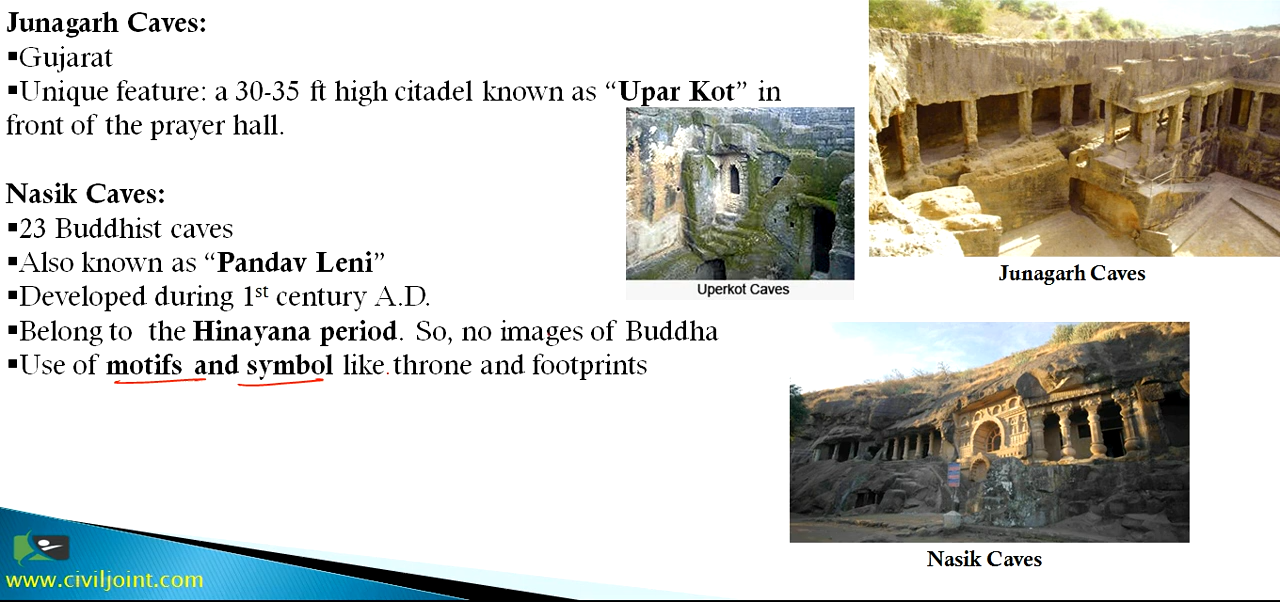 Junagarh Caves:
▪Gujarat
▪Unique feature: a 30-35 ft high citadel known as “Upar Kot” in
front of the prayer hall.
Nasik Caves:
▪23 Buddhist caves
▪Also known as “Pandav Leni”
▪Developed during 1st century A.D.
▪Belong to the Hinayana period. So, no images of Buddha
▪Use of motifs and symbol like throne and footprints
Uperkot Caves
Junagarh Caves
Nasik Caves
www.civiljoint.com